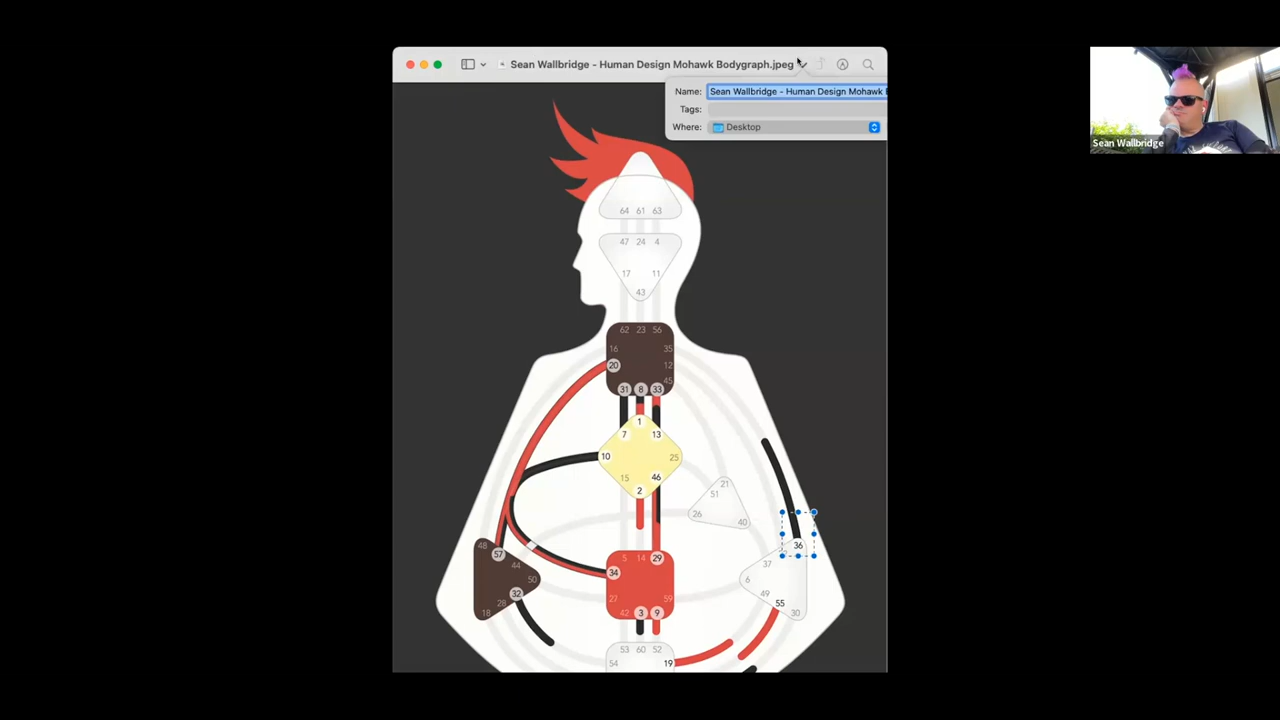 Sean Wallbridge - Human Design Mohawk Bodygraph.jpeg
Name: Sean Wallbridge - Human Design Mohawk
Tags:
Where: Desktop
Sean Wallbridge
64 61 63
47 24 4
17 11
43
62 23 56
16 35
20 12
45
31 8 33
1
7 13
10 25
15 46
2
21
51
26 40
48 36
57 5 14 29
44 37
34
50 6
32 49
27 59
28 55
18 42 3 9 30
53 60 52
54 19